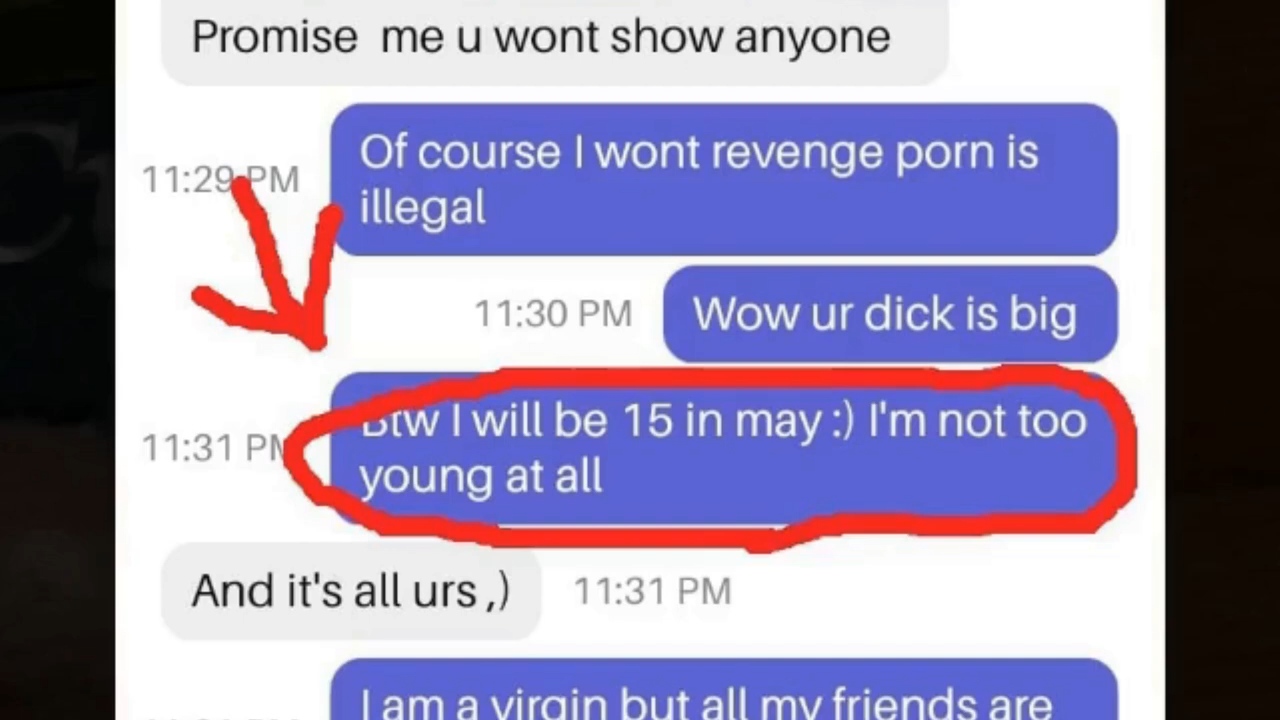 Promise me u wont show anyone
Of course I wont revenge porn is
illegal
11:29 PM
11:30 PM
Wow ur dick is big
Btw I will be 15 in may :) I'm not too
young at all
11:31 PM
And it's all urs ,)
11:31 PM
I am a virgin but all my friends are